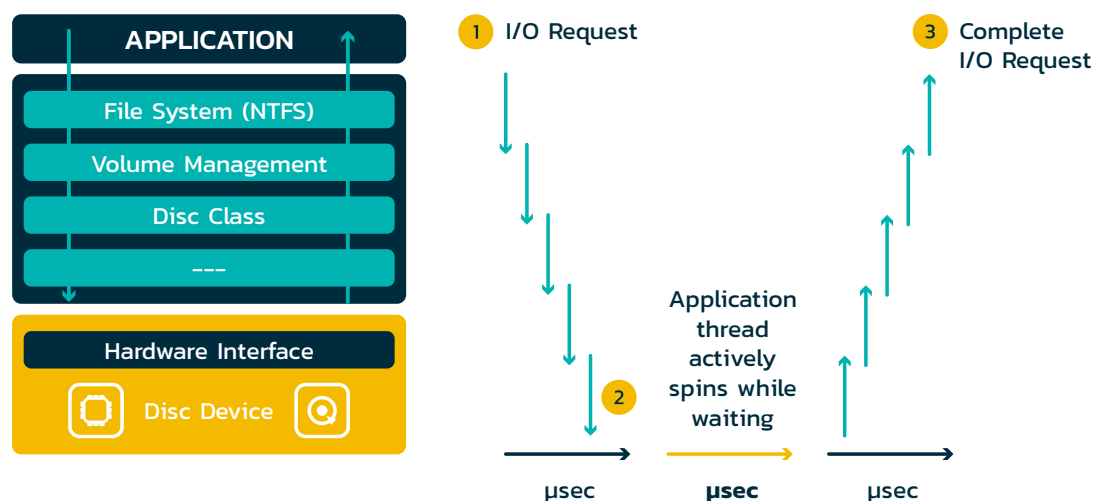 APPLICATION
File System (NTFS)
Volume Management
Disc Class
---
Hardware Interface
Disc Device
1 I/O Request
2
Application
thread
actively
spins while
waiting
3 Complete
I/O Request
μsec
μsec
μsec